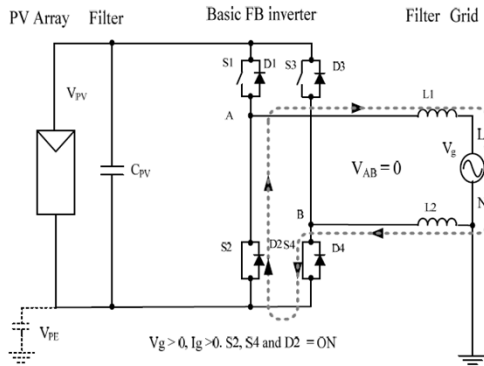 PV Array Filter Basic FB inverter Filter Grid
S1 D1 S3 D3
V_PV
L1
A
L
V_g
C_PV
V_AB = 0
B
L2
N
S2 D2 S4 D4
V_PE
Vg > 0, Ig >0. S2, S4 and D2 = ON